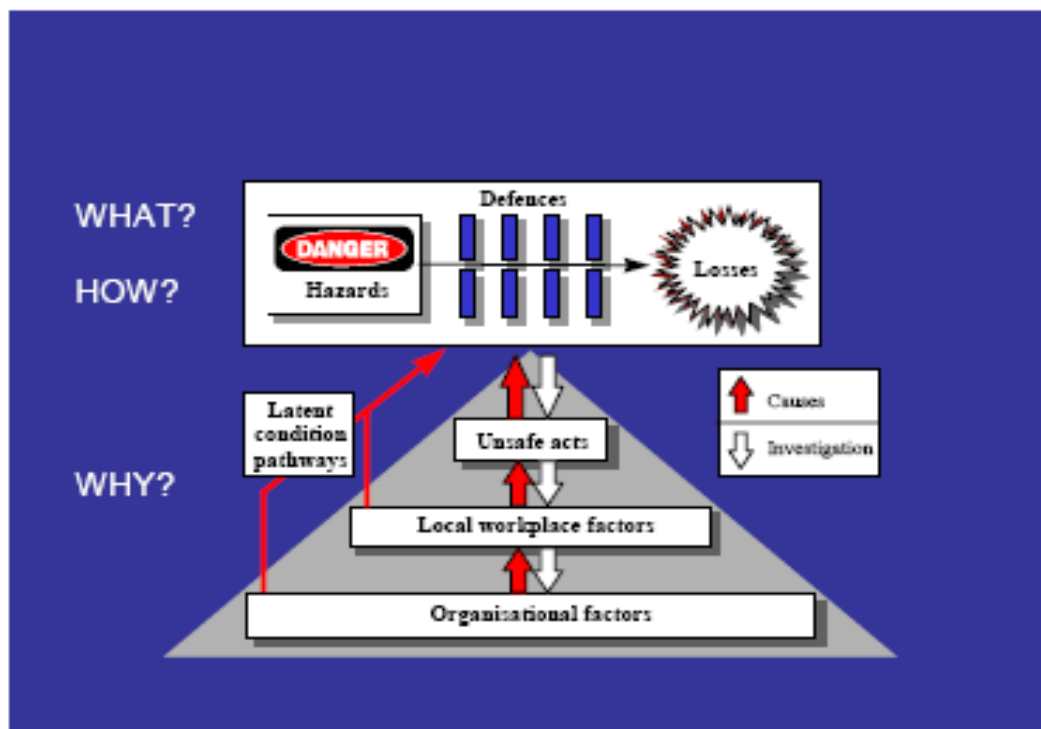 WHAT?
HOW?
WHY?
Defences
DANGER
Hazards
Losses
Latent
condition
pathways
Causes
Investigation
Unsafe acts
Local workplace factors
Organisational factors